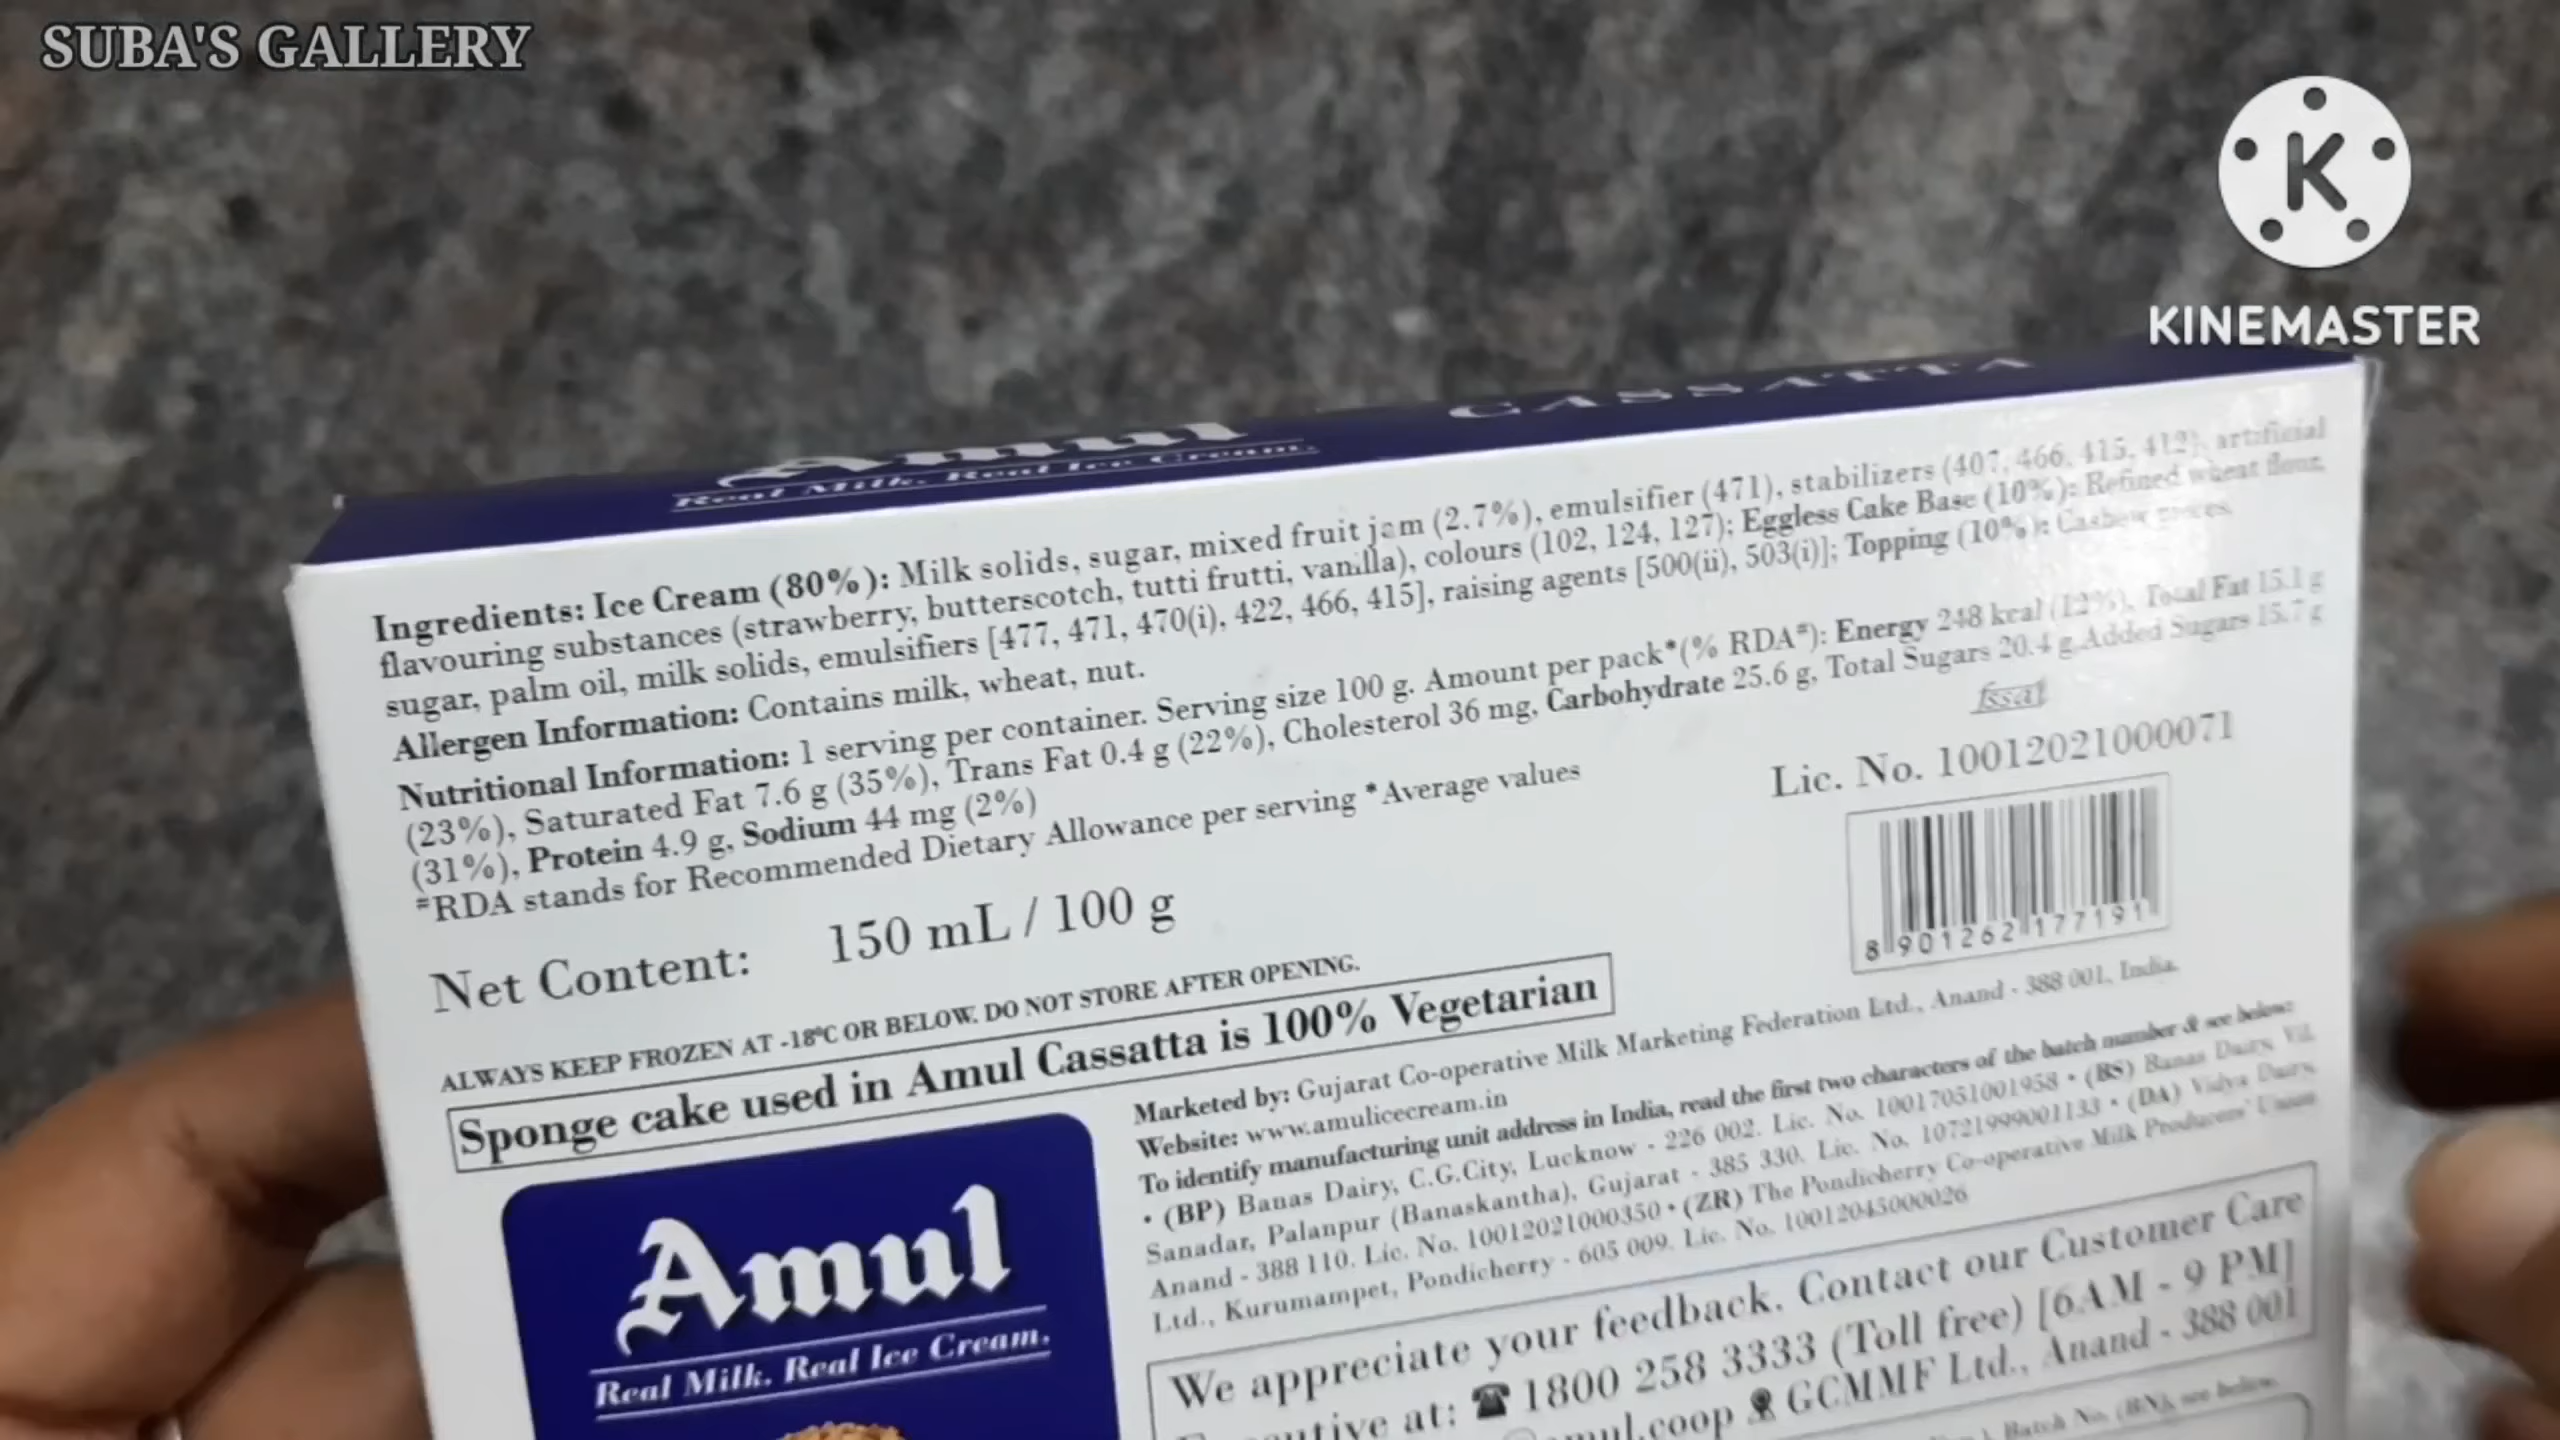 SUBA'S GALLERY
KINEMASTER
Amul
Real Milk. Real Ice Cream.
CASSATTA
Ingredients: Ice Cream (80%): Milk solids, sugar, mixed fruit jam (2.7%), emulsifier (471), stabilizers (407, 466, 415, 412), artificial
flavouring substances (strawberry, butterscotch, tutti frutti, vanilla), colours (102, 124, 127); Eggless Cake Base (10%): Refined wheat flour,
sugar, palm oil, milk solids, emulsifiers [477, 471, 470(i), 422, 466, 415], raising agents [500(ii), 503(i)]; Topping (10%): Cashew pieces.
Allergen Information: Contains milk, wheat, nut.
Nutritional Information: 1 serving per container. Serving size 100 g. Amount per pack*(% RDA#): Energy 248 kcal (12%), Total Fat 15.1 g
(23%), Saturated Fat 7.6 g (35%), Trans Fat 0.4 g (22%), Cholesterol 36 mg, Carbohydrate 25.6 g, Total Sugars 20.4 g, Added Sugars 15.7 g
(31%), Protein 4.9 g, Sodium 44 mg (2%)
#RDA stands for Recommended Dietary Allowance per serving *Average values
fssai
Lic. No. 10012021000071
8 901262 177191
Net Content: 150 mL / 100 g
ALWAYS KEEP FROZEN AT -18°C OR BELOW. DO NOT STORE AFTER OPENING.
Sponge cake used in Amul Cassatta is 100% Vegetarian
Marketed by: Gujarat Co-operative Milk Marketing Federation Ltd., Anand - 388 001, India.
Website: www.amulicecream.in
To identify manufacturing unit address in India, read the first two characters of the batch number & see below:
• (BP) Banas Dairy, C.G.City, Lucknow - 226 002. Lic. No. 10017051001958 • (BS) Banas Dairy, Vil.
Sanadar, Palanpur (Banaskantha), Gujarat - 385 330. Lic. No. 10721999001133 • (DA) Vidya Dairy,
Anand - 388 110. Lic. No. 10012021000350 • (ZR) The Pondicherry Co-operative Milk Producers' Union
Ltd., Kurumampet, Pondicherry - 605 009. Lic. No. 10012045000026
We appreciate your feedback. Contact our Customer Care
at: 1800 258 3333 (Toll free) [6AM - 9 PM]
@amul.coop GCMMF Ltd., Anand - 388 001
Batch No. (BN), see below.
Amul
Real Milk. Real Ice Cream.